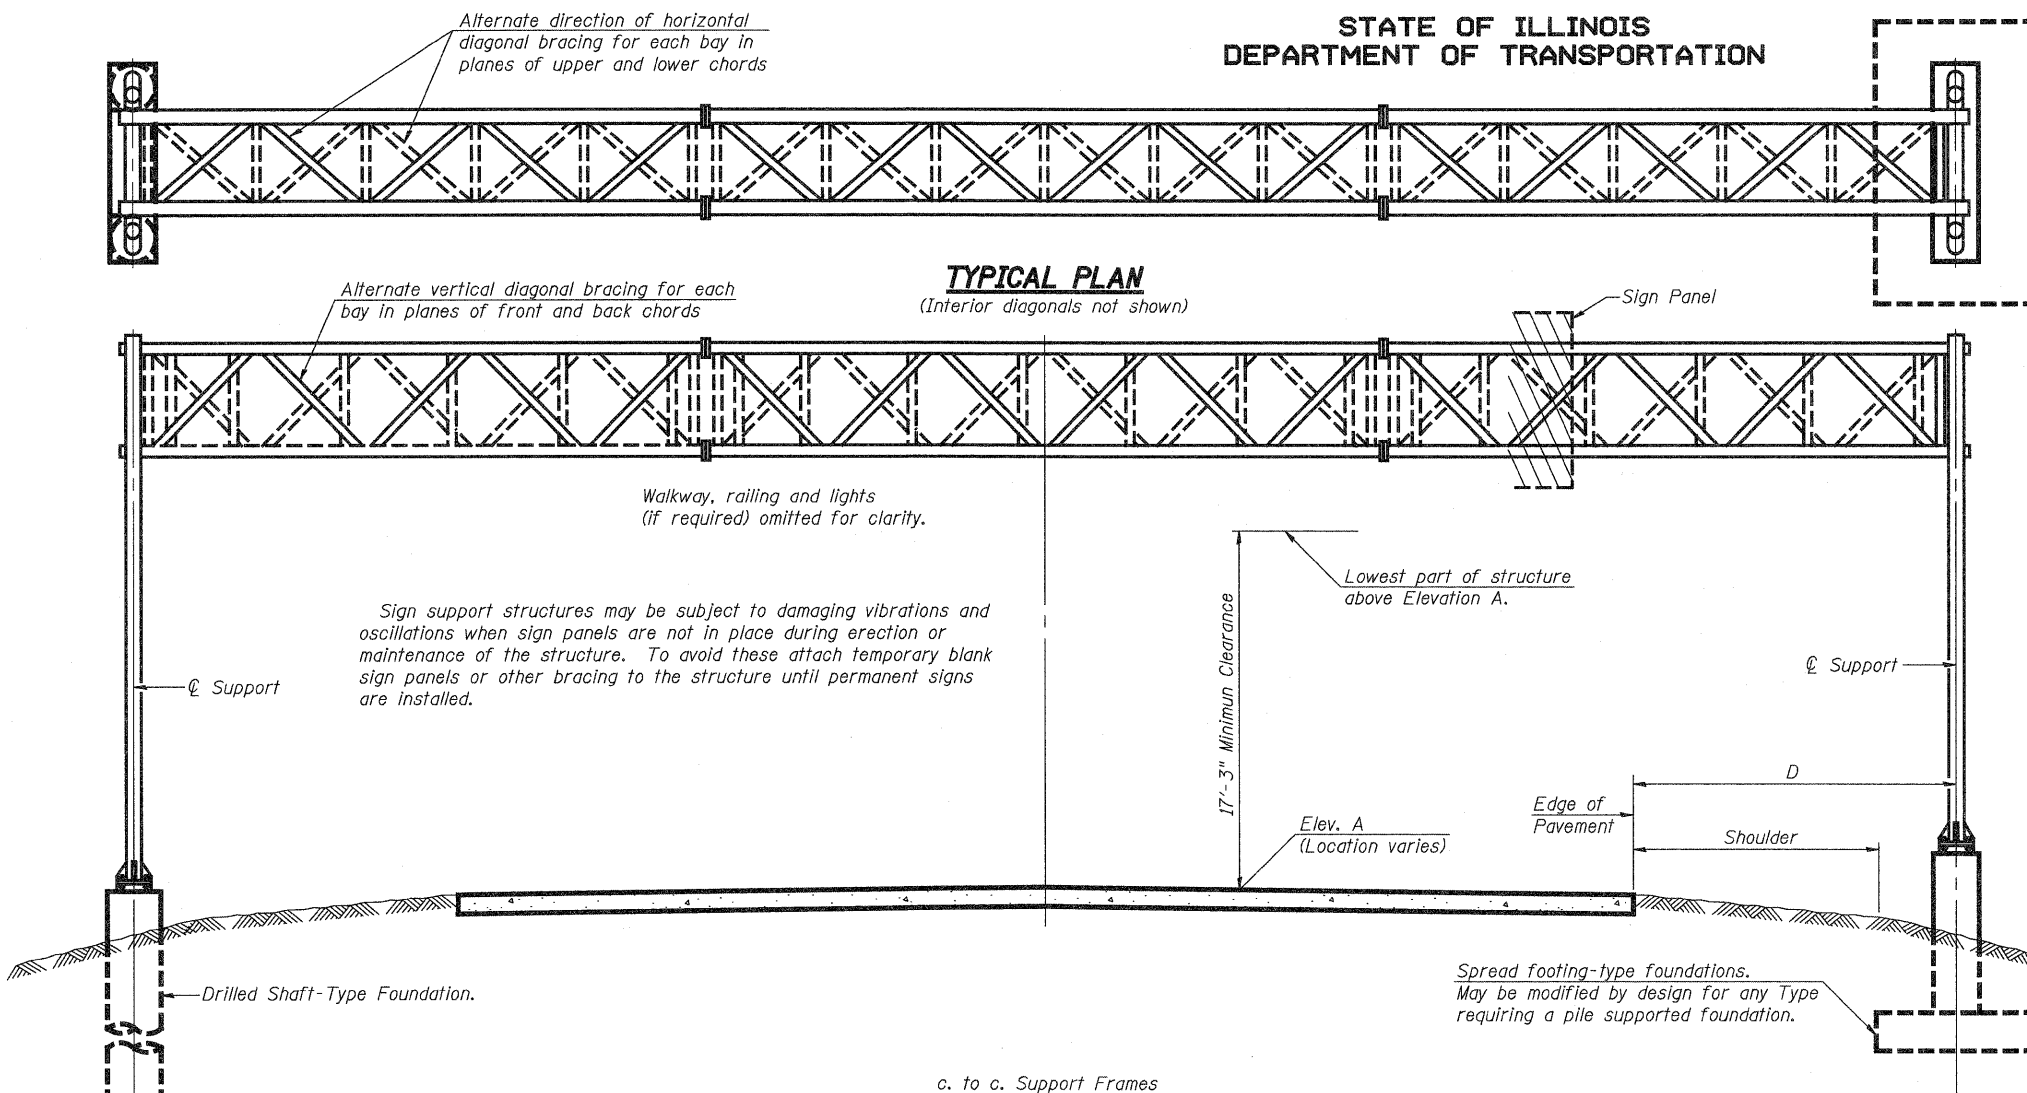 Alternate direction of horizontal
diagonal bracing for each bay in
planes of upper and lower chords
STATE OF ILLINOIS
DEPARTMENT OF TRANSPORTATION
TYPICAL PLAN
(Interior diagonals not shown)
Alternate vertical diagonal bracing for each
bay in planes of front and back chords
Sign Panel
Walkway, railing and lights
(if required) omitted for clarity.
Lowest part of structure
above Elevation A.
Sign support structures may be subject to damaging vibrations and
oscillations when sign panels are not in place during erection or
maintenance of the structure. To avoid these attach temporary blank
sign panels or other bracing to the structure until permanent signs
are installed.
℄ Support
17'-3" Minimun Clearance
℄ Support
D
Edge of
Pavement
Shoulder
Elev. A
(Location varies)
Drilled Shaft-Type Foundation.
Spread footing-type foundations.
May be modified by design for any Type
requiring a pile supported foundation.
c. to c. Support Frames